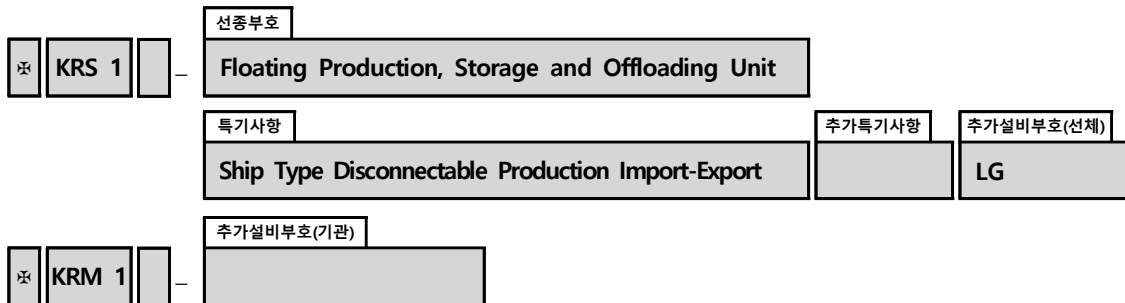 선종부호
✠ KRS 1 – Floating Production, Storage and Offloading Unit
특기사항 추가특기사항 추가설비부호(선체)
Ship Type Disconnectable Production Import-Export LG
추가설비부호(기관)
✠ KRM 1 –